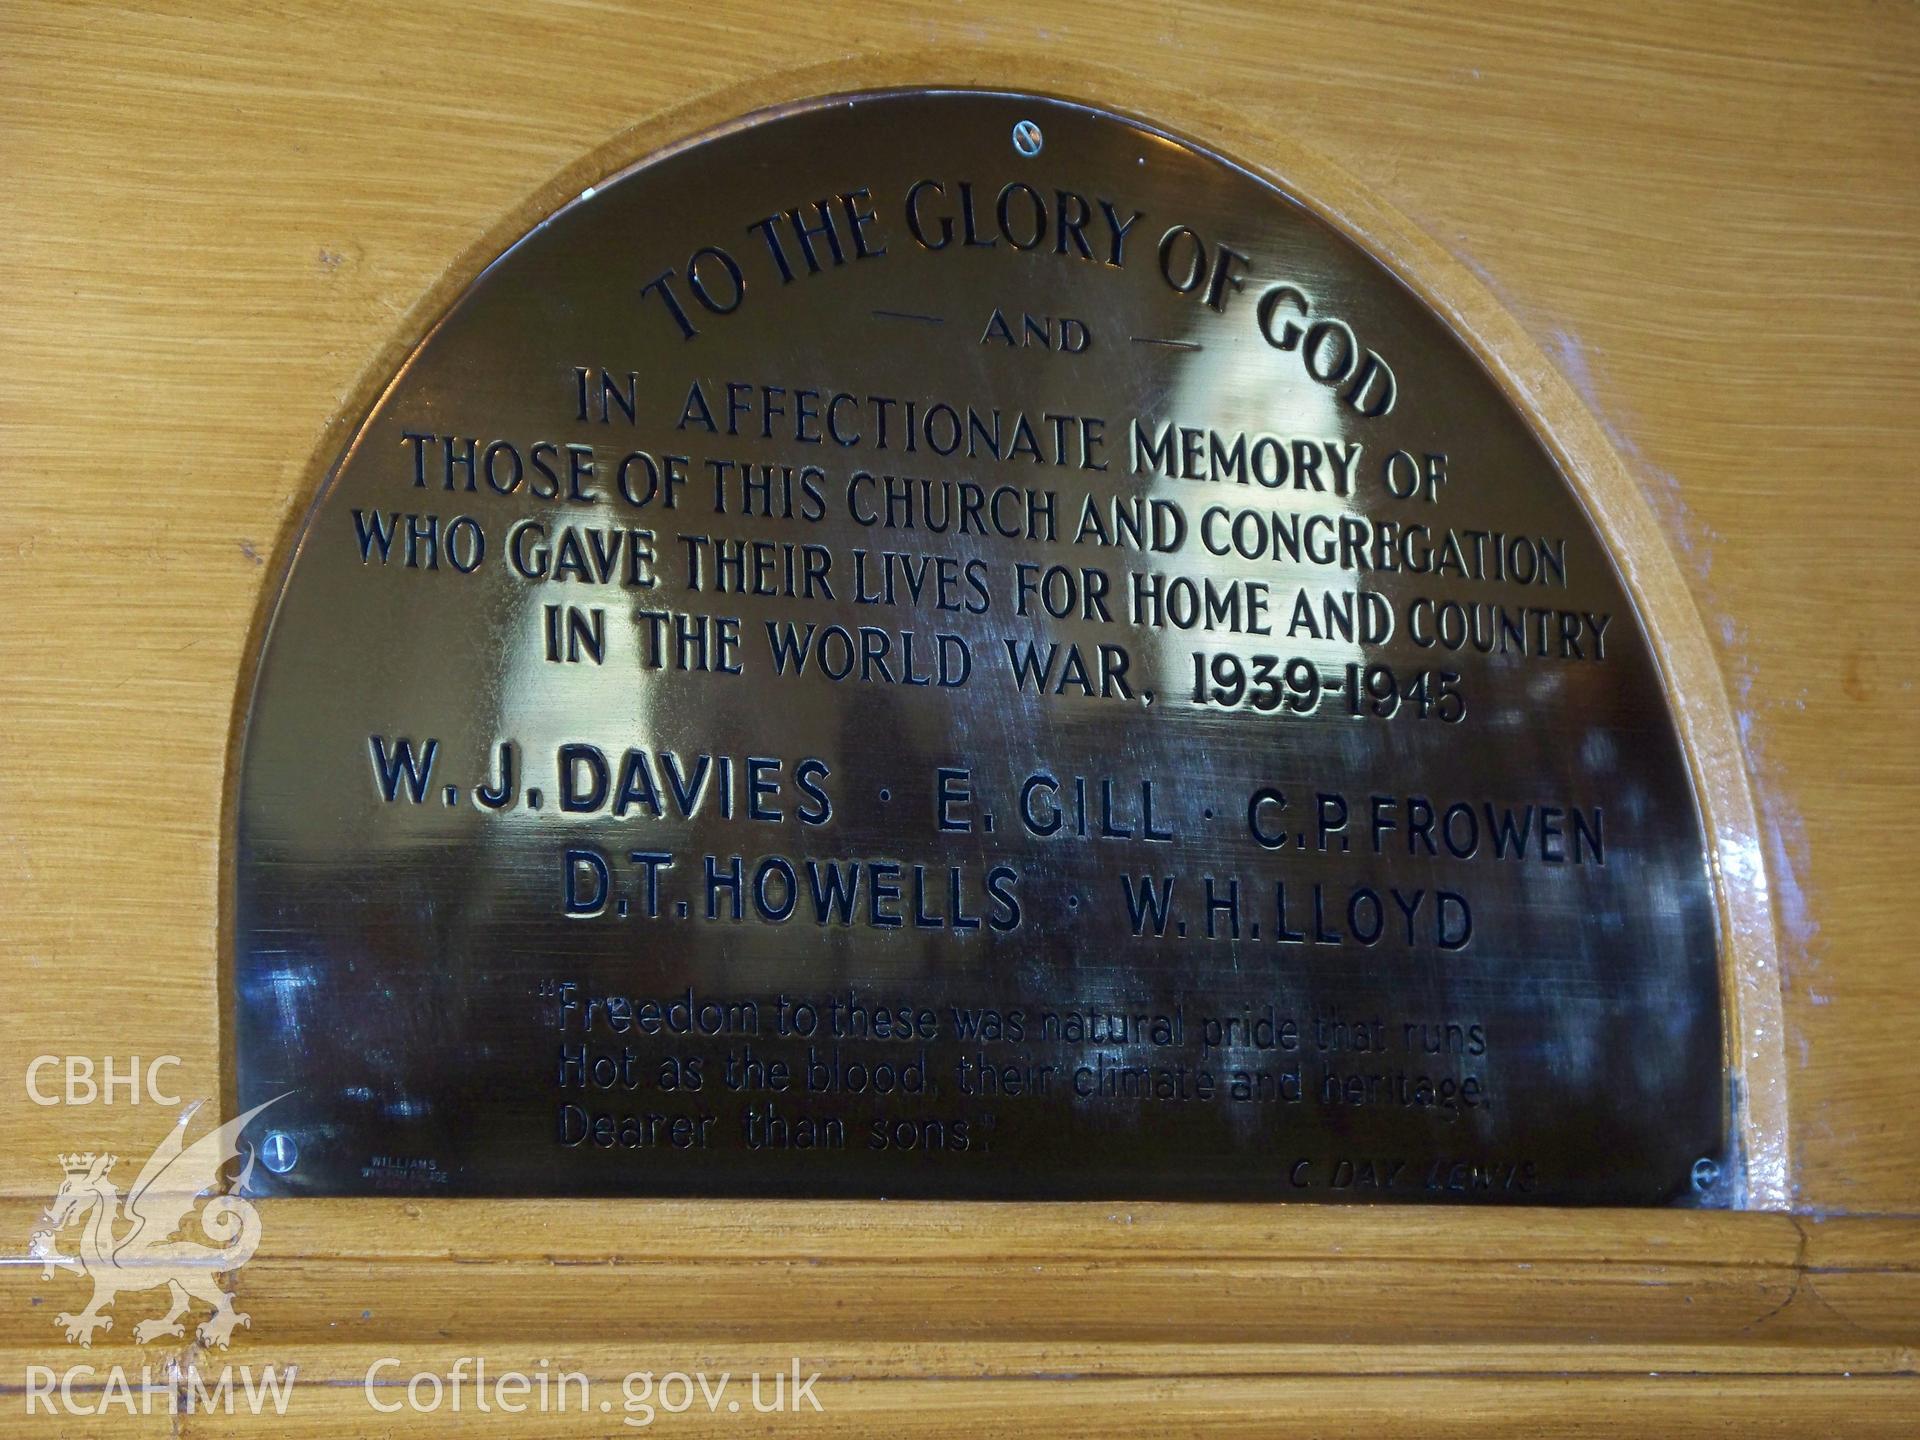 TO THE GLORY OF GOD
— AND —
IN AFFECTIONATE MEMORY OF
THOSE OF THIS CHURCH AND CONGREGATION
WHO GAVE THEIR LIVES FOR HOME AND COUNTRY
IN THE WORLD WAR, 1939-1945
W. J. DAVIES · E. GILL · C. P. FROWEN
D. T. HOWELLS · W. H. LLOYD
"Freedom to these was natural pride that runs
Hot as the blood, their climate and heritage,
Dearer than sons."
C. DAY LEWIS
WILLIAMS
CBHC
RCAHMW Coflein.gov.uk